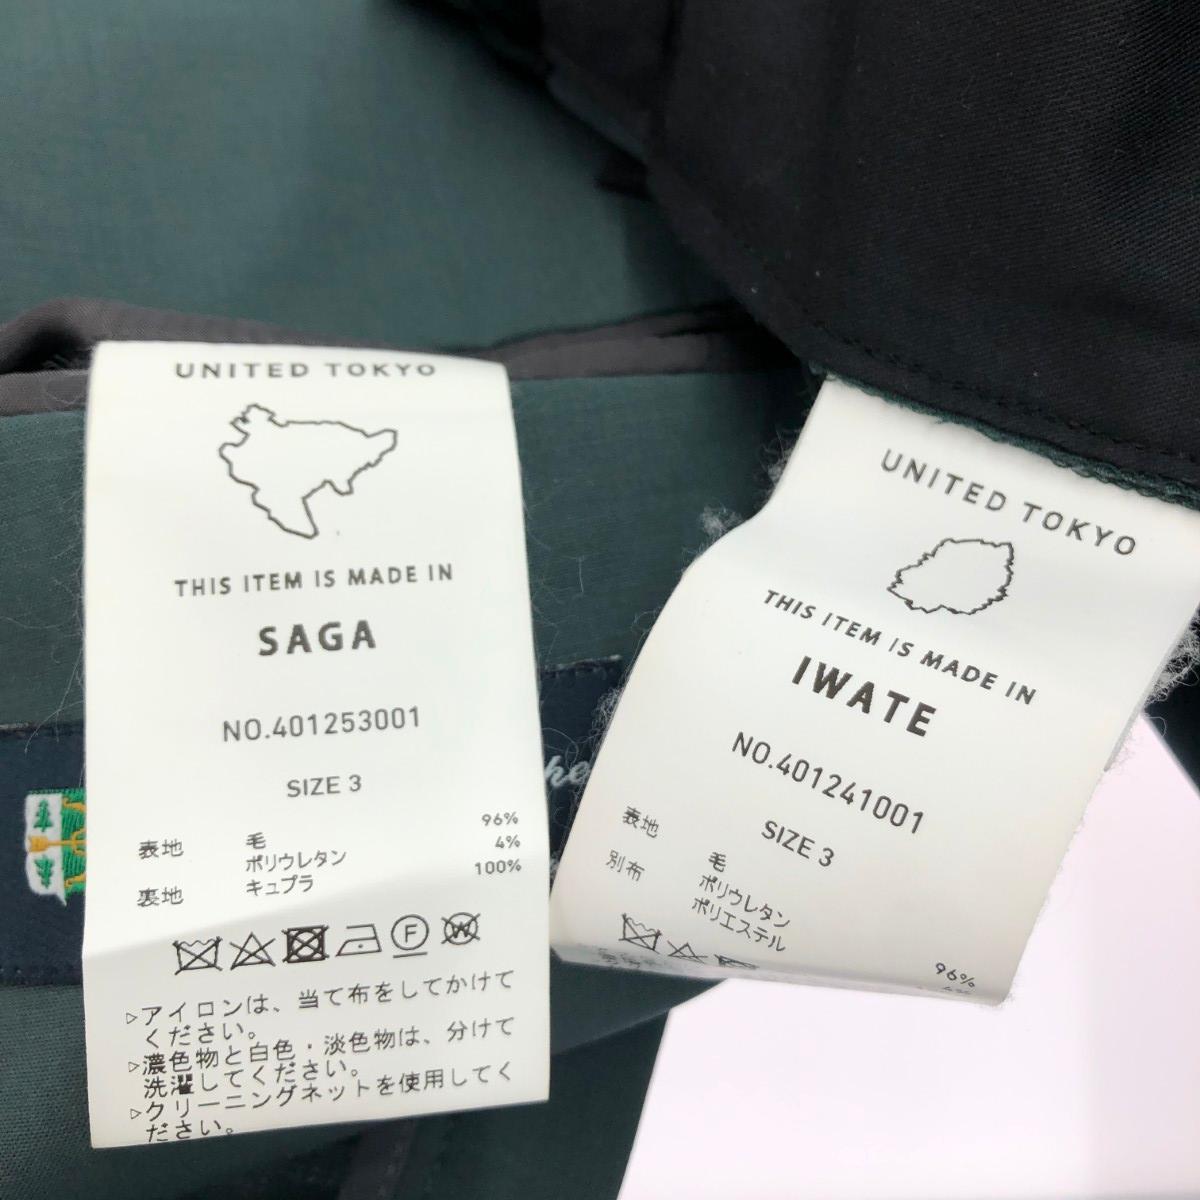 UNITED TOKYO
THIS ITEM IS MADE IN
SAGA
NO.401253001
SIZE 3
表地 毛 96%
ポリウレタン 4%
裏地 キュプラ 100%
F
W
▷アイロンは、当て布をしてかけて
ください。
▷濃色物と白色・淡色物は、分けて
洗濯してください。
▷クリーニングネットを使用してく
ださい。
UNITED TOKYO
THIS ITEM IS MADE IN
IWATE
NO.401241001
SIZE 3
表地 毛 96%
ポリウレタン 4%
別布 ポリエステル
he